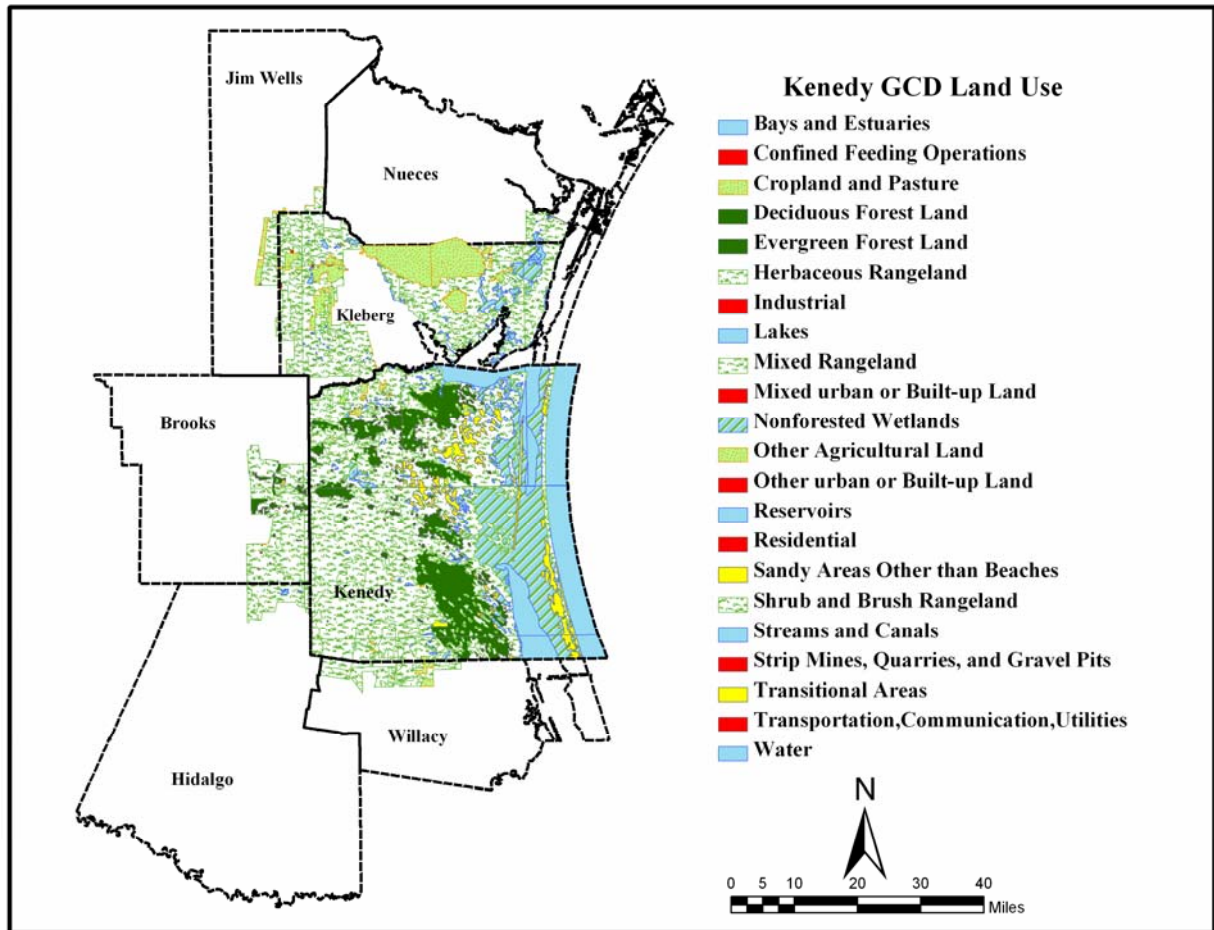 Jim Wells
Nueces
Kleberg
Brooks
Kenedy
Willacy
Hidalgo
Kenedy GCD Land Use
Bays and Estuaries
Confined Feeding Operations
Cropland and Pasture
Deciduous Forest Land
Evergreen Forest Land
Herbaceous Rangeland
Industrial
Lakes
Mixed Rangeland
Mixed urban or Built-up Land
Nonforested Wetlands
Other Agricultural Land
Other urban or Built-up Land
Reservoirs
Residential
Sandy Areas Other than Beaches
Shrub and Brush Rangeland
Streams and Canals
Strip Mines, Quarries, and Gravel Pits
Transitional Areas
Transportation,Communication,Utilities
Water
N
0 5 10 20 30 40
Miles